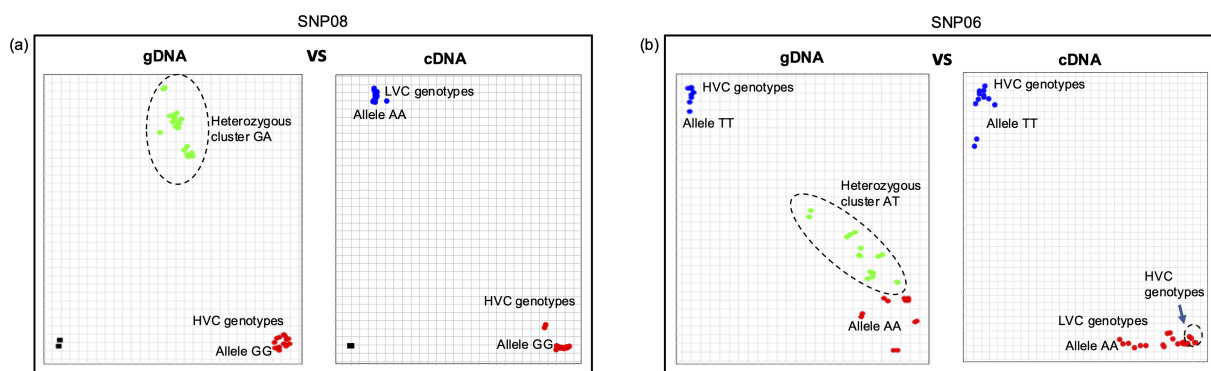 SNP08
(a)
gDNA
VS
cDNA
Heterozygous
cluster GA
HVC genotypes
Allele GG
LVC genotypes
Allele AA
HVC genotypes
Allele GG
SNP06
(b)
gDNA
VS
cDNA
HVC genotypes
Allele TT
Heterozygous
cluster AT
Allele AA
HVC genotypes
Allele TT
HVC
genotypes
LVC genotypes
Allele AA